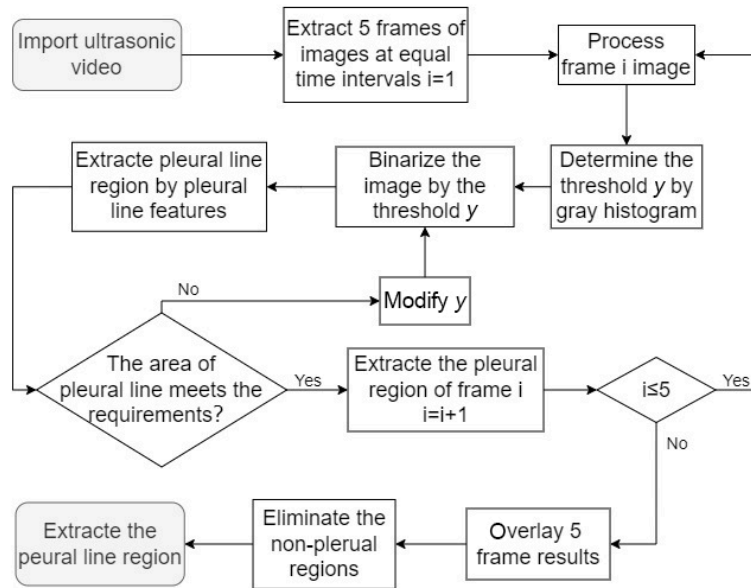 Import ultrasonic
video
Extract 5 frames of
images at equal
time intervals i=1
Process
frame i image
Determine the
threshold y by
gray histogram
Binarize the
image by the
threshold y
Extracte pleural line
region by pleural
line features
No
Modify y
The area of
pleural line meets the
requirements?
Yes
Extracte the pleural
region of frame i
i=i+1
i≤5
Yes
No
Overlay 5
frame results
Eliminate the
non-plerual
regions
Extracte the
peural line region